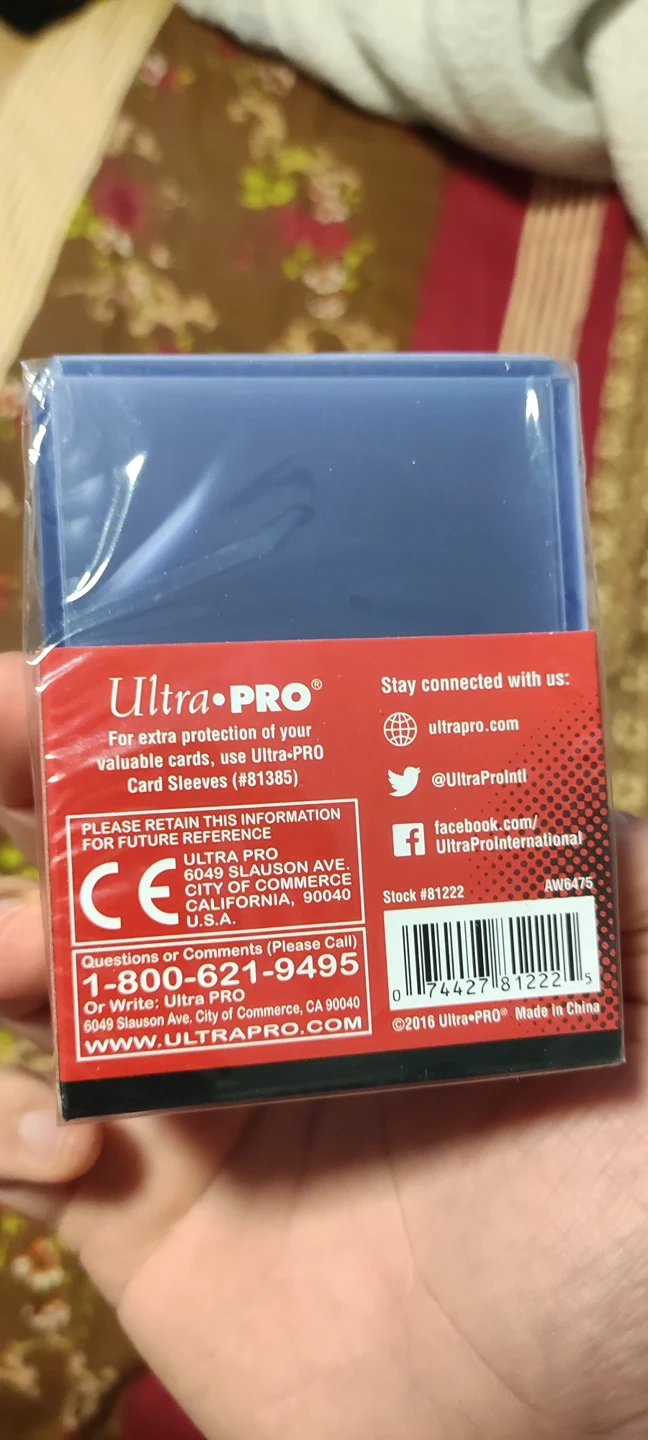 Ultra•PRO®
For extra protection of your
valuable cards, use Ultra•PRO
Card Sleeves (#81385)
PLEASE RETAIN THIS INFORMATION
FOR FUTURE REFERENCE
CE
ULTRA PRO
6049 SLAUSON AVE.
CITY OF COMMERCE
CALIFORNIA, 90040
U.S.A.
Questions or Comments (Please Call)
1-800-621-9495
Or Write: Ultra PRO
6049 Slauson Ave. City of Commerce, CA 90040
WWW.ULTRAPRO.COM
Stay connected with us:
ultrapro.com
@UltraProIntl
facebook.com/
UltraProInternational
Stock #81222
AW6475
0 74427 81222 5
©2016 Ultra•PRO® Made in China